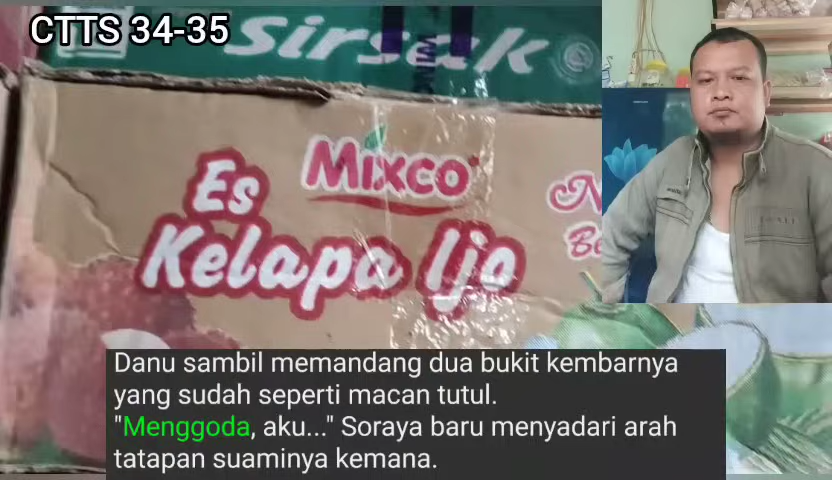 CTTS 34-35
Sirsak
Mixco
Es
Kelapa Ijo
Danu sambil memandang dua bukit kembarnya
yang sudah seperti macan tutul.
"Menggoda, aku..." Soraya baru menyadari arah
tatapan suaminya kemana.